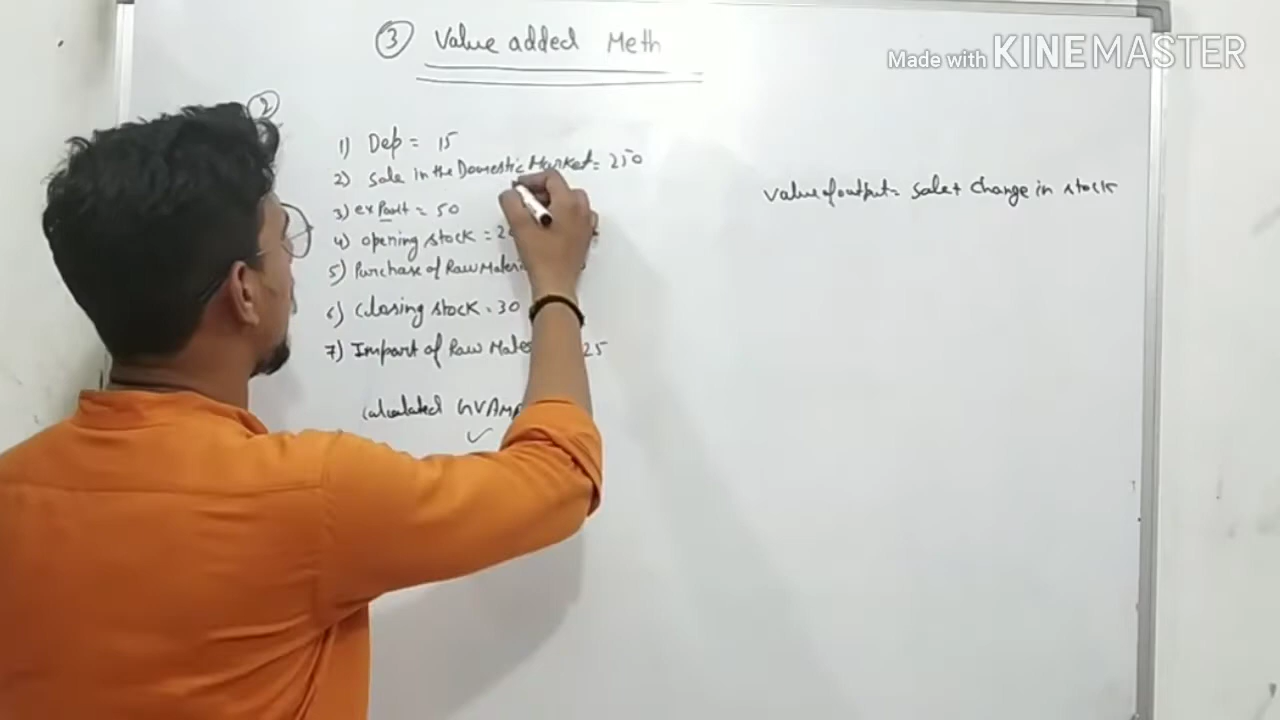 ③ Value added Meth
Made with KINEMASTER
②
1) Dep = 15
2) sale in the Domestic Market = 250
3) export = 50
4) opening stock =
5) Purchase of Raw
6) Closing stock = 30
7) Import of Raw 25
Calculated GVAMP
Value of output = sale + Change in stock